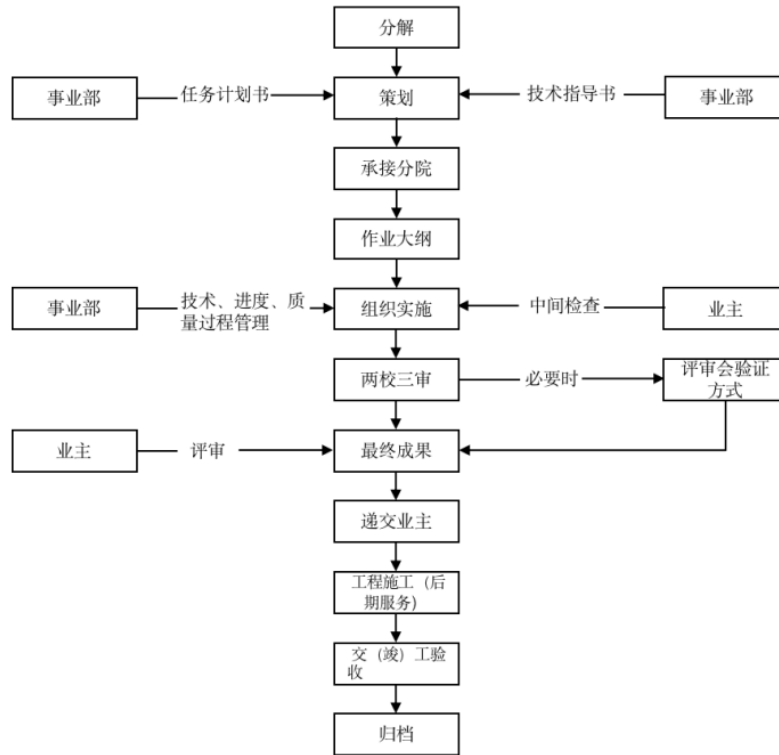 分解
事业部
任务计划书
策划
技术指导书
事业部
承接分院
作业大纲
事业部
技术、进度、质
量过程管理
组织实施
中间检查
业主
两校三审
必要时
评审会验证
方式
业主
评审
最终成果
递交业主
工程施工（后
期服务)
交（竣）工验
收
归档